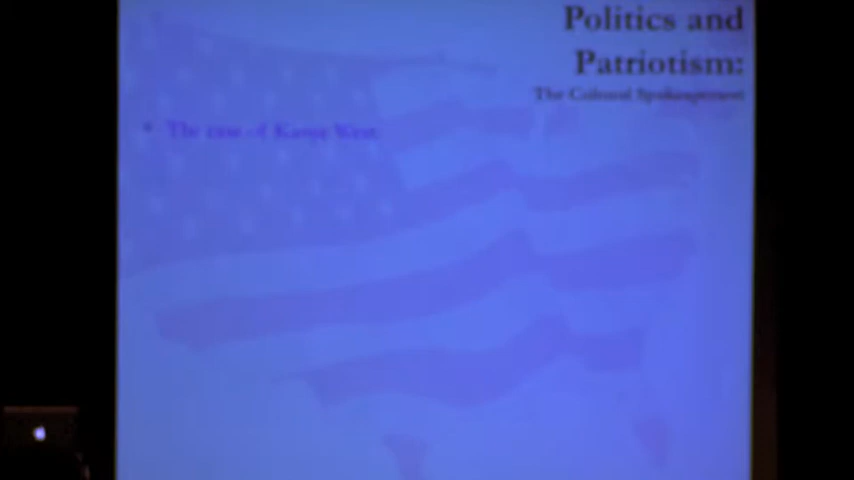 Politics and
Patriotism:
The Cultural Spokesperson
• The case of Kanye West